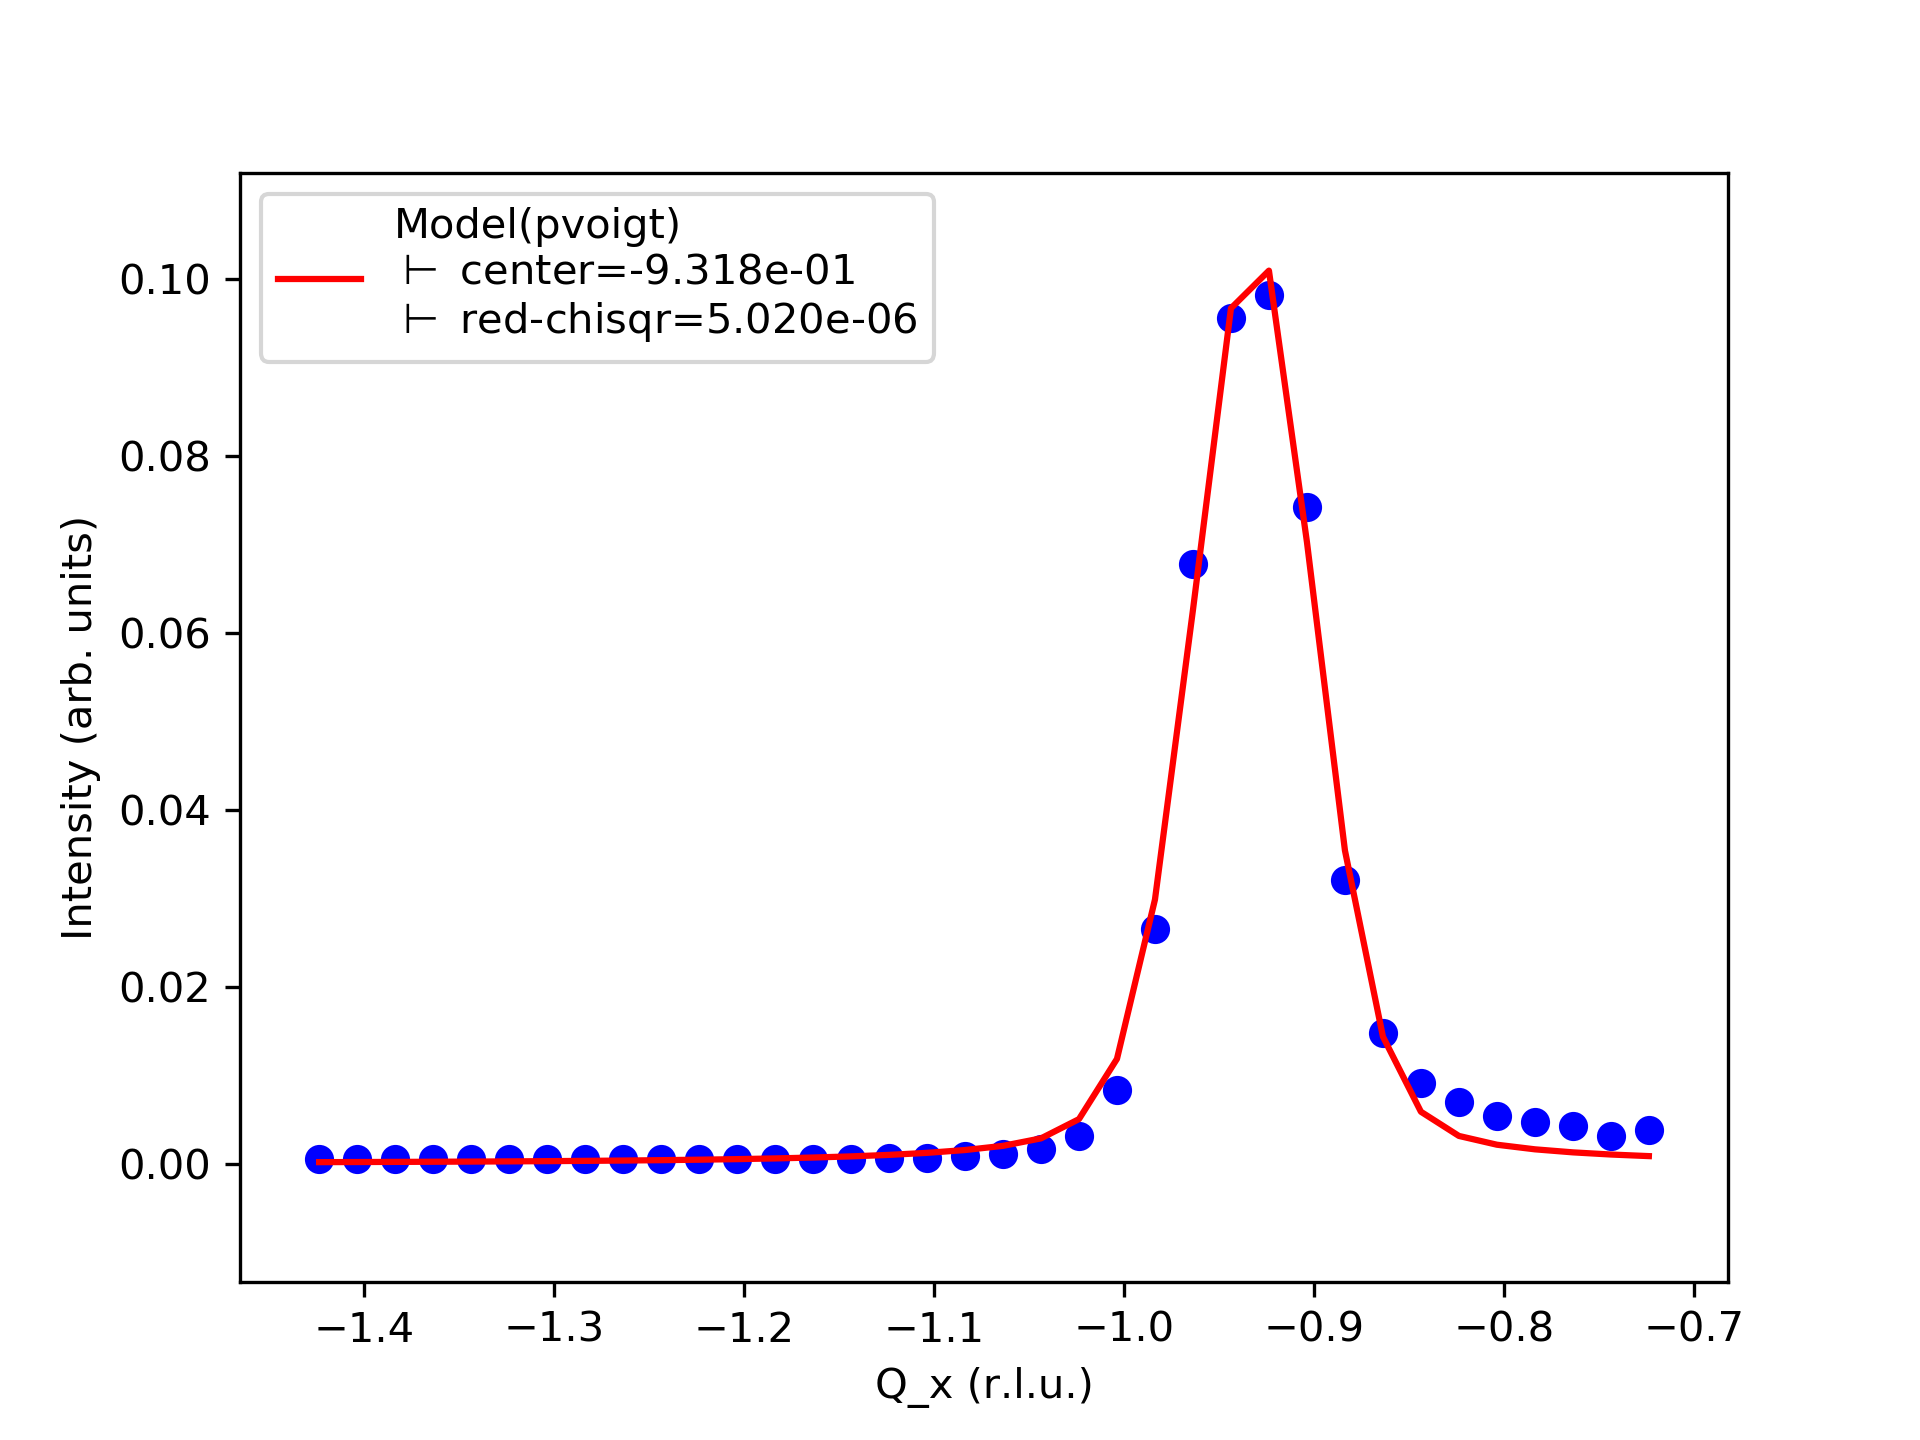 Model(pvoigt)
⊢ center=-9.318e-01
⊢ red-chisqr=5.020e-06
0.10
0.08
0.06
0.04
0.02
0.00
Intensity (arb. units)
−1.4 −1.3 −1.2 −1.1 −1.0 −0.9 −0.8 −0.7
Q_x (r.l.u.)